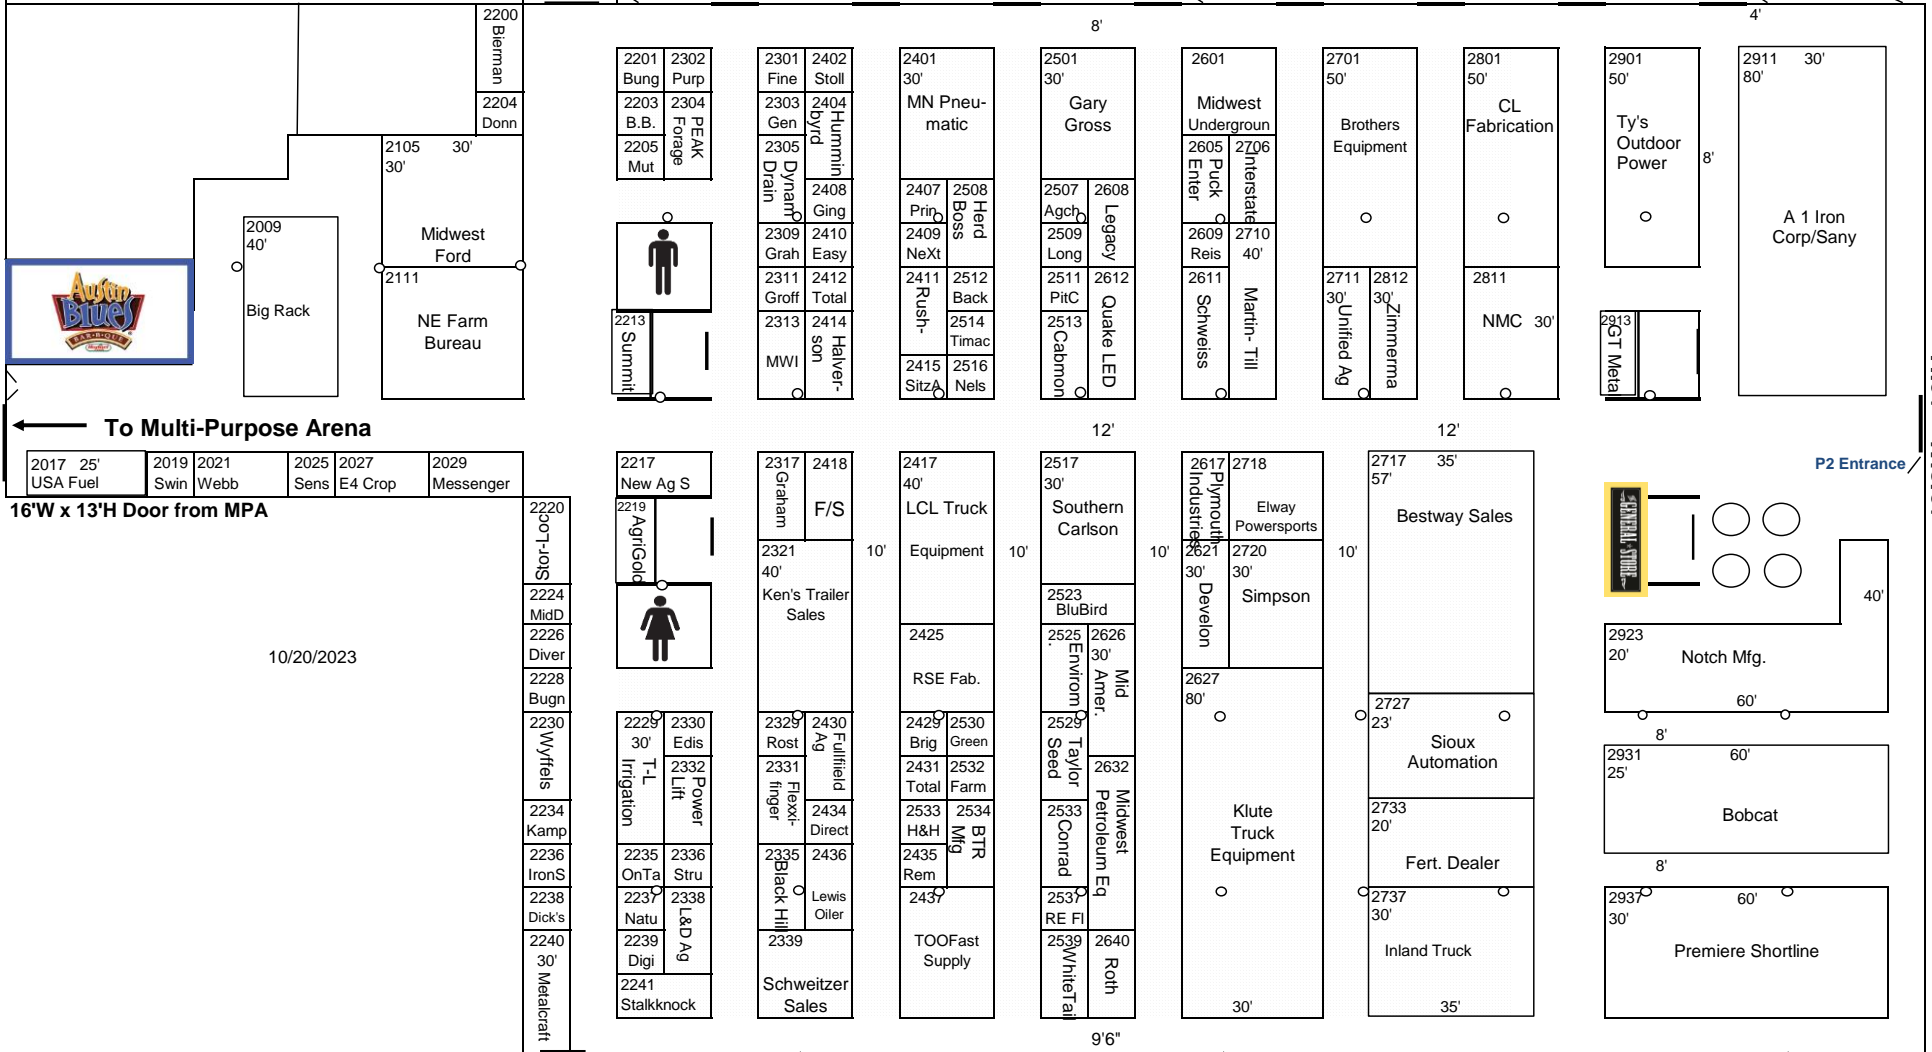 8'
4'
2200
Bierman
2204
Donn
2105 30'
30'
Midwest
Ford
2111
NE Farm
Bureau
2009
40'
Big Rack
Austin
Blues
BAR-B-QUE
2201
Bung
2302
Purp
2203
B.B.
2304
PEAK
Forage
2205
Mut
2213
Summit
2301
Fine
2402
Stoll
2303
Gen
2404
Hummin
byrd
2305
Dynam
Drain
2408
Ging
2309
Grah
2410
Easy
2311
Groff
2412
Total
2313
MWI
2414
Halver-
son
2401
30'
MN Pneu-
matic
2407
Prin
2508
Herd
Boss
2409
NeXt
2411
Rush-
2512
Back
2514
Timac
2415
SitzA
2516
Nels
2501
30'
Gary
Gross
2507
Agch
2608
Legacy
2509
Long
2511
PitC
2612
Quake LED
2513
Cabmon
2601
Midwest
Undergroun
2605
Puck
Enter
2706
Interstate
2609
Reis
2710
40'
Martin- Till
2611
Schweiss
2701
50'
Brothers
Equipment
2711
30'
Unified Ag
2812
30'
Zimmerma
2801
50'
CL
Fabrication
2811
NMC 30'
2901
50'
Ty's
Outdoor
Power
8'
2913
GT Metal
2911 30'
80'
A 1 Iron
Corp/Sany
To Multi-Purpose Arena
12'
12'
P2 Entrance
2017 25'
USA Fuel
2019
Swin
2021
Webb
2025
Sens
2027
E4 Crop
2029
Messenger
16'W x 13'H Door from MPA
10/20/2023
2220
Stor-Loc
2224
MidD
2226
Diver
2228
Bugn
2230
Wyffels
2234
Kamp
2236
IronS
2238
Dick's
2240
30'
Metalcraft
2217
New Ag S
2219
AgriGold
2229
30'
T-L
Irrigation
2330
Edis
2332
Power
Lift
2235
OnTa
2336
Stru
2237
Natu
2338
L&D Ag
2239
Digi
2241
Stalkknock
2317
Graham
2418
F/S
2321
40'
Ken's Trailer
Sales
2329
Rost
2430
Fullfiield
Ag
2331
Flexxi-
finger
2434
Direct
2335
Black Hill
2436
Lewis
Oiler
2339
Schweitzer
Sales
10'
2417
40'
LCL Truck
Equipment
2425
RSE Fab.
2429
Brig
2530
Green
2431
Total
2532
Farm
2533
H&H
2534
BTR
Mfg
2435
Rem
2437
TOOFast
Supply
10'
2517
30'
Southern
Carlson
2523
BluBird
2525
Envirom
2626
30'
Mid
Amer.
2529
Taylor
Seed
2632
Midwest
Petroleum Eq
2533
Conrad
2537
RE Fl
2539
WhiteTail
2640
Roth
10'
2617
Plymouth
Industries
2718
Elway
Powersports
2621
30'
Develon
2720
30'
Simpson
2627
80'
Klute
Truck
Equipment
30'
10'
2717 35'
57'
Bestway Sales
2727
23'
Sioux
Automation
2733
20'
Fert. Dealer
2737
30'
Inland Truck
35'
GENERAL STORE
40'
2923
20'
Notch Mfg.
60'
8'
2931 60'
25'
Bobcat
8'
2937 60'
30'
Premiere Shortline
9'6"